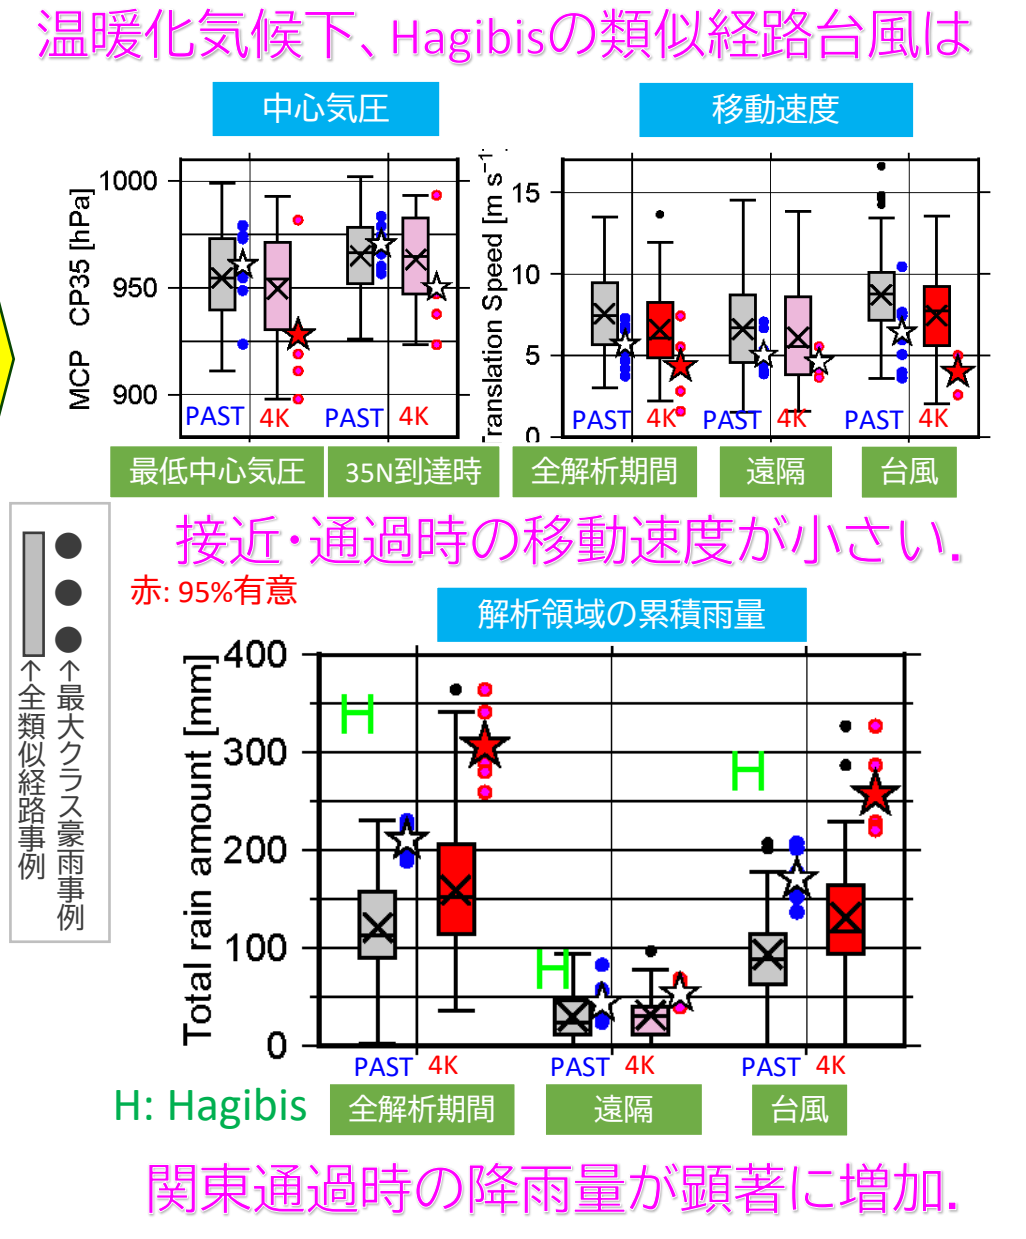 温暖化気候下、Hagibisの類似経路台風は
中心気圧
移動速度
MCP CP35 [hPa]
1000
950
900
PAST 4K PAST 4K
Translation Speed [m s⁻¹]
15
10
5
0
PAST 4K PAST 4K PAST 4K
最低中心気圧
35N到達時
全解析期間
遠隔
台風
接近・通過時の移動速度が小さい.
赤: 95%有意
解析領域の累積雨量
↑全類似経路事例
↑最大クラス豪雨事例
Total rain amount [mm]
400
300
200
100
0
H
H
H
PAST 4K PAST 4K PAST 4K
H: Hagibis
全解析期間
遠隔
台風
関東通過時の降雨量が顕著に増加.